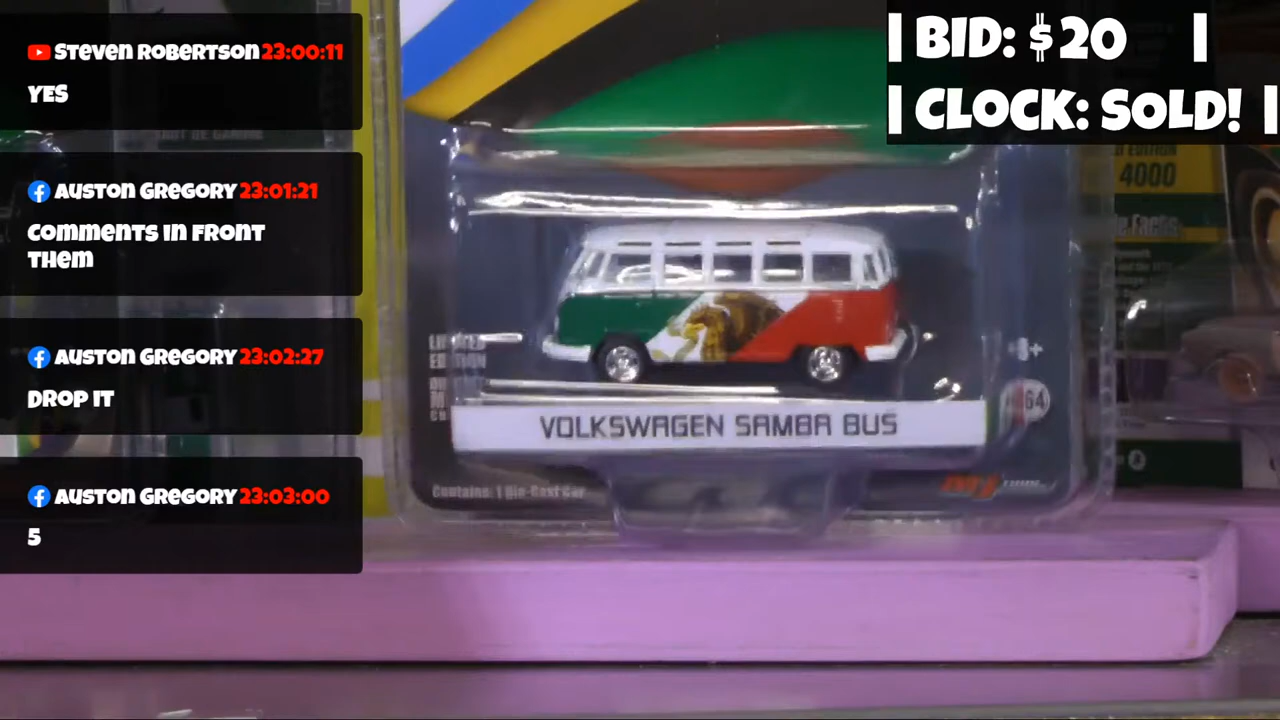 Steven Robertson 23:00:11
YES
Auston Gregory 23:01:21
Comments in front
them
Auston Gregory 23:02:27
DROP IT
Auston Gregory 23:03:00
5
| BID: $20 |
| CLOCK: SOLD! |
EDITION
4000
LIMITED
EDITION
VOLKSWAGEN SAMBA BUS
Contains: 1 Die-Cast Car